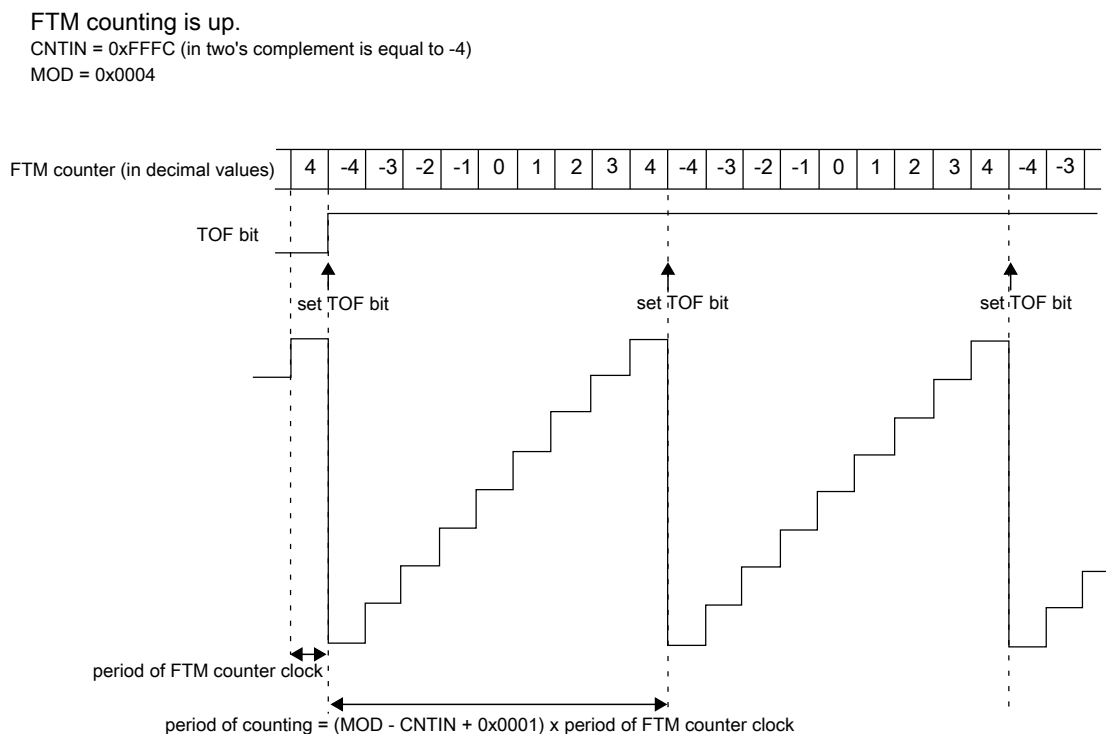 FTM counting is up.
CNTIN = 0xFFFC (in two's complement is equal to -4)
MOD = 0x0004
FTM counter (in decimal values) 4 -4 -3 -2 -1 0 1 2 3 4 -4 -3 -2 -1 0 1 2 3 4 -4 -3
TOF bit
set TOF bit set TOF bit set TOF bit
period of FTM counter clock
period of counting = (MOD - CNTIN + 0x0001) x period of FTM counter clock